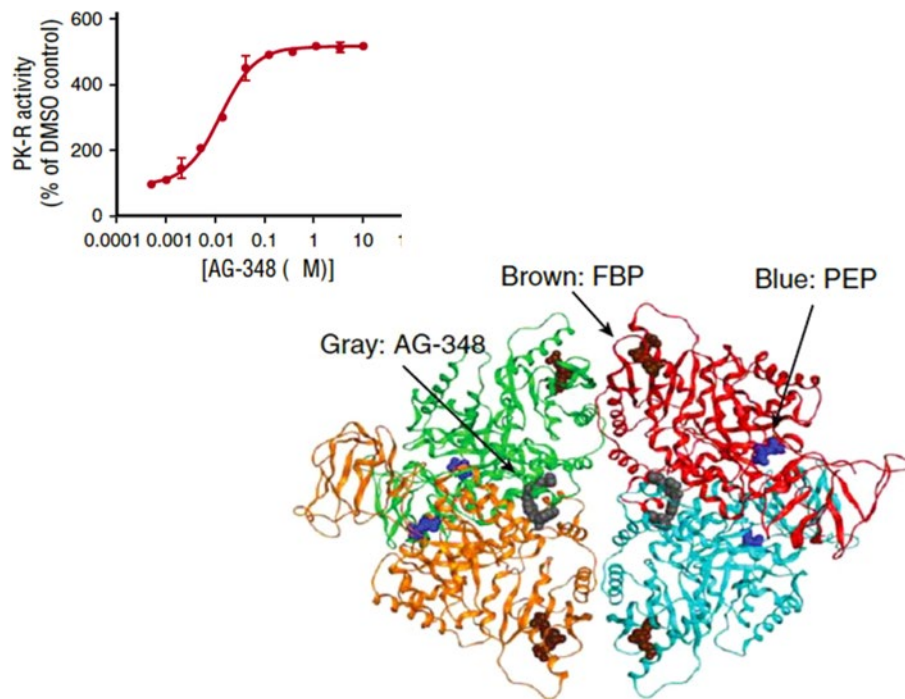 600
400
200
0
PK-R activity
(% of DMSO control)
0.0001 0.001 0.01 0.1 1 10
[AG-348 ( M)]
Brown: FBP
Blue: PEP
Gray: AG-348